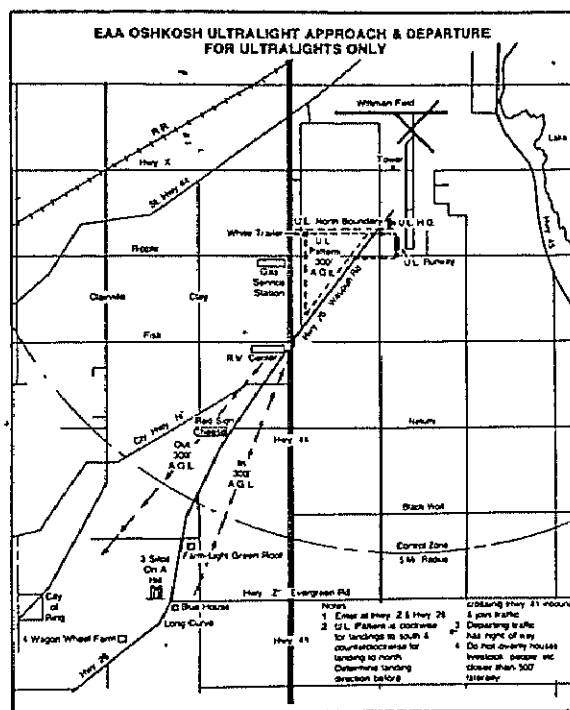 EAA OSHKOSH ULTRALIGHT APPROACH & DEPARTURE
FOR ULTRALIGHTS ONLY
Wittman Field
R R
Hwy X
Lake
Tower
St. Hwy 44
U.L. North Boundary
U.L. H.Q.
White Trailer
Hwy 45
Ripple
U.L.
Pattern
300'
A G L
U.L. Runway
Gas
Service
Station
Hwy 26 Waupun Rd
Clairville
Clay
Fisk
R.V. Center
Cty Hwy N
Red Sign
Cheese
Nekimi
Hwy 41
Out
300'
A G L
In
300'
A G L
Black Wolf
Control Zone
5 Mi Radius
Farm-Light Green Roof
3 Silos
On A
Hill
Hwy Z Evergreen Rd
City
of
Blue House
Long Curve
4 Wagon Wheel Farm
Hwy 26
Hwy 41
Notes
1 Enter at Hwy Z & Hwy 26
2 U.L. Pattern is clockwise
for landings to south &
counterclockwise for
landing to north
Determine landing
direction before
crossing Hwy 41 inbound
& join traffic
3 Departing traffic
has right of way
4 Do not overfly houses
livestock people etc
closer than 500'
laterally